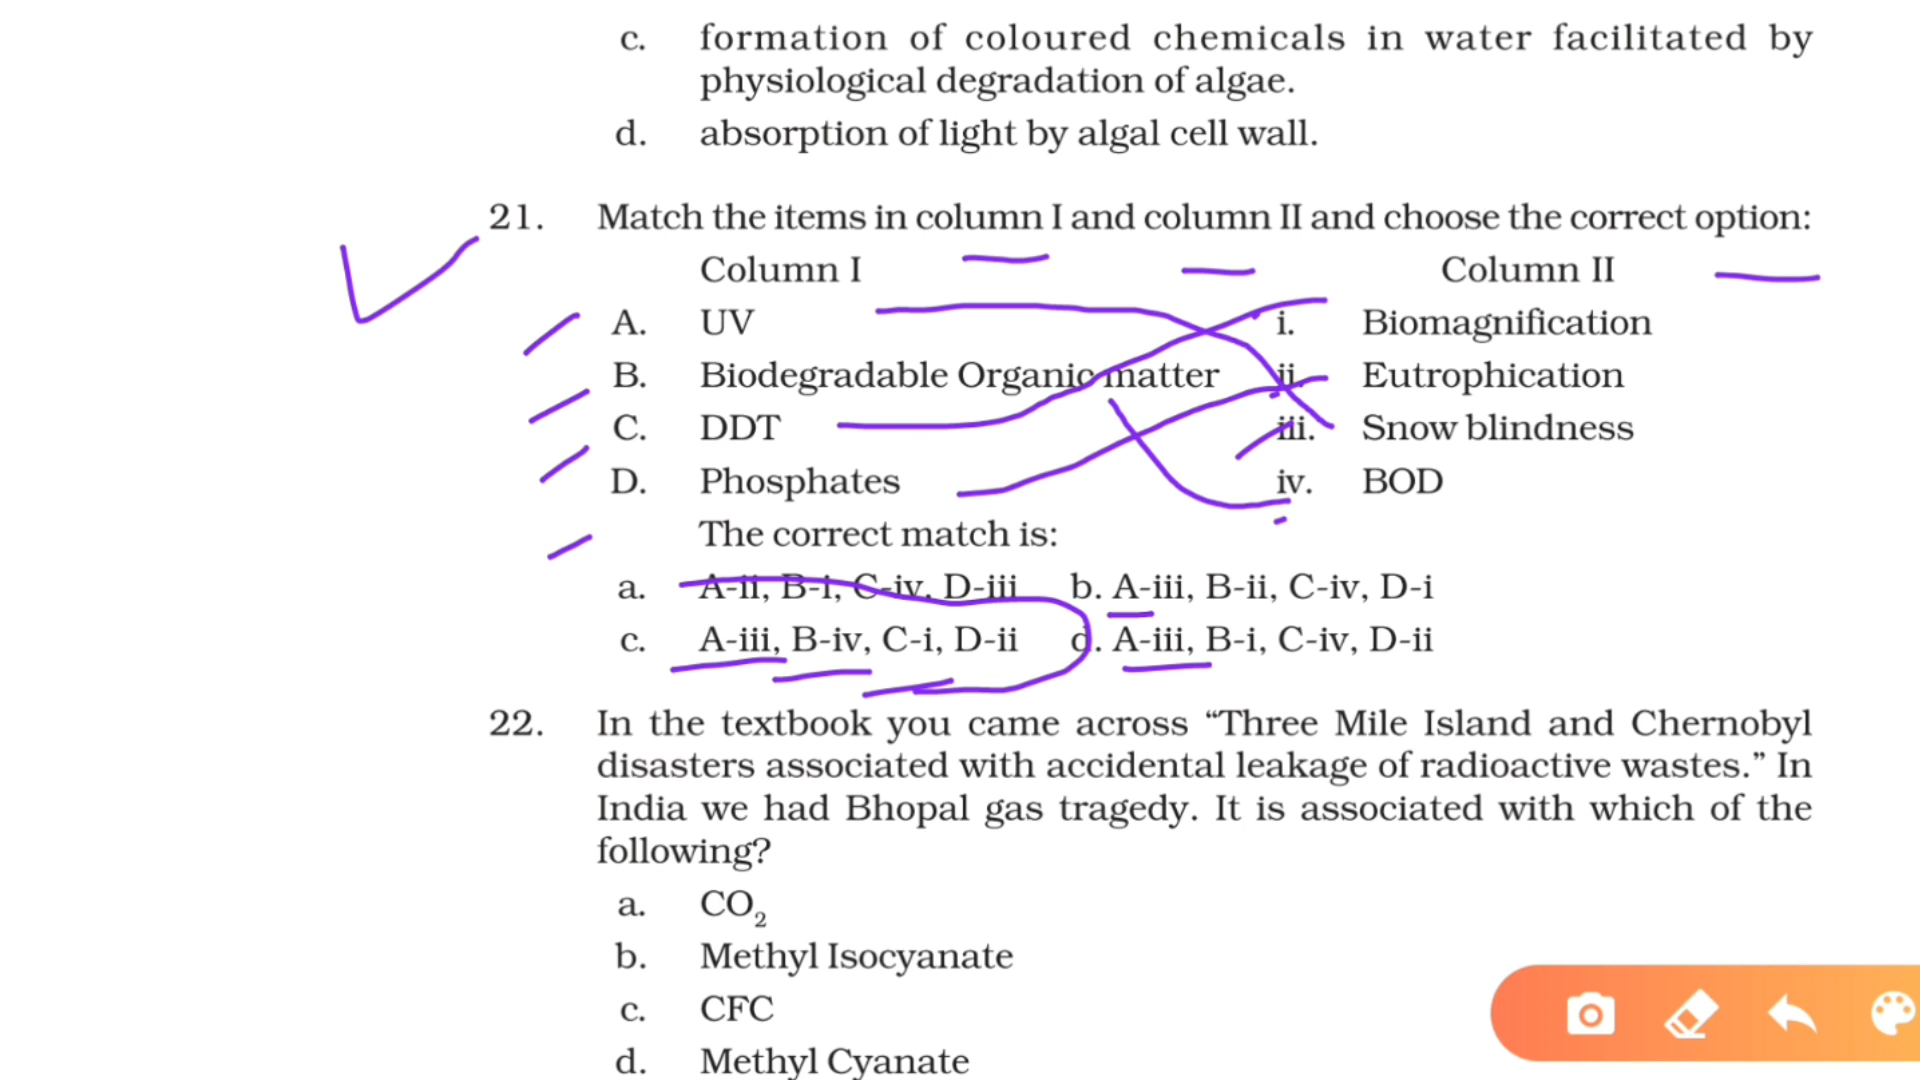 c. formation of coloured chemicals in water facilitated by
physiological degradation of algae.
d. absorption of light by algal cell wall.
21. Match the items in column I and column II and choose the correct option:
Column I Column II
A. UV i. Biomagnification
B. Biodegradable Organic matter ii. Eutrophication
C. DDT iii. Snow blindness
D. Phosphates iv. BOD
The correct match is:
a. A-ii, B-i, C-iv, D-iii b. A-iii, B-ii, C-iv, D-i
c. A-iii, B-iv, C-i, D-ii d. A-iii, B-i, C-iv, D-ii
22. In the textbook you came across “Three Mile Island and Chernobyl
disasters associated with accidental leakage of radioactive wastes.” In
India we had Bhopal gas tragedy. It is associated with which of the
following?
a. CO₂
b. Methyl Isocyanate
c. CFC
d. Methyl Cyanate